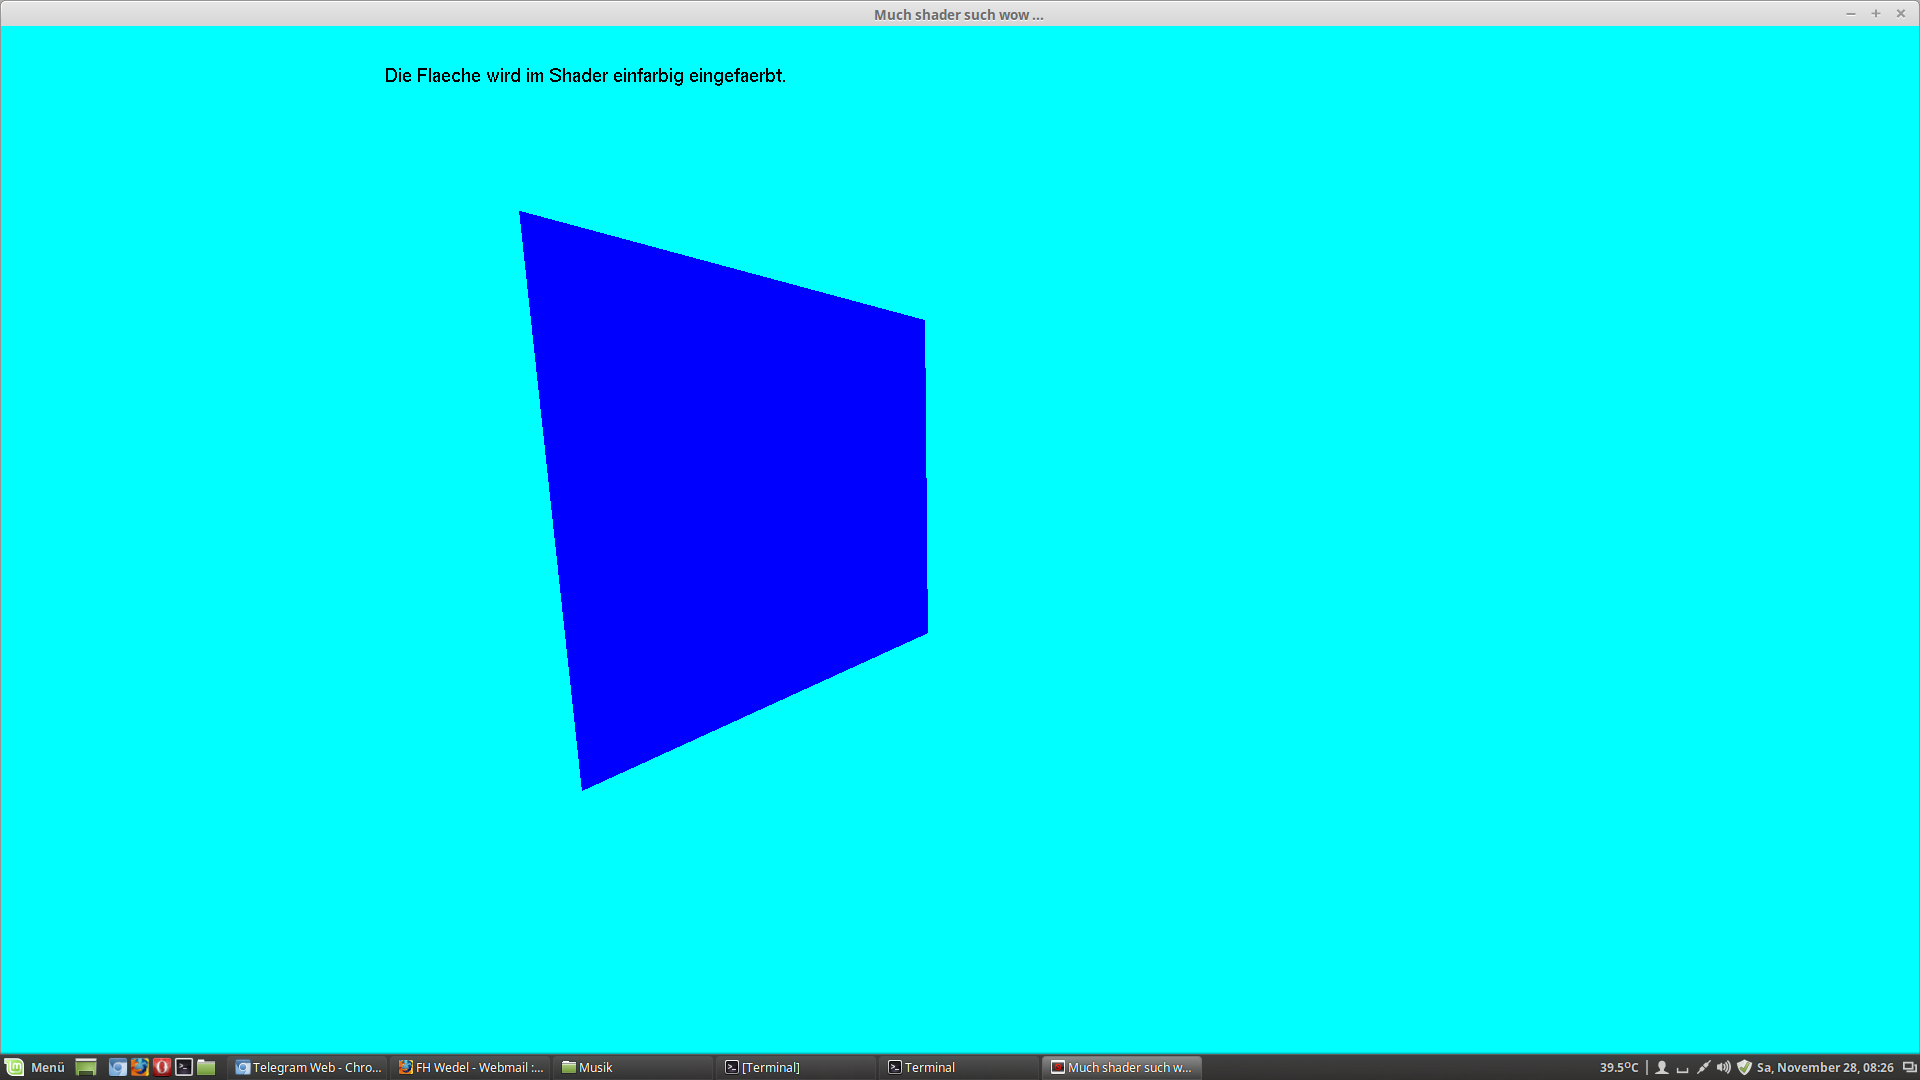 Much shader such wow ...
Die Flaeche wird im Shader einfarbig eingefaerbt.
Menü
Telegram Web - Chro...
FH Wedel - Webmail :...
Musik
[Terminal]
Terminal
Much shader such w...
39.5°C
Sa, November 28, 08:26